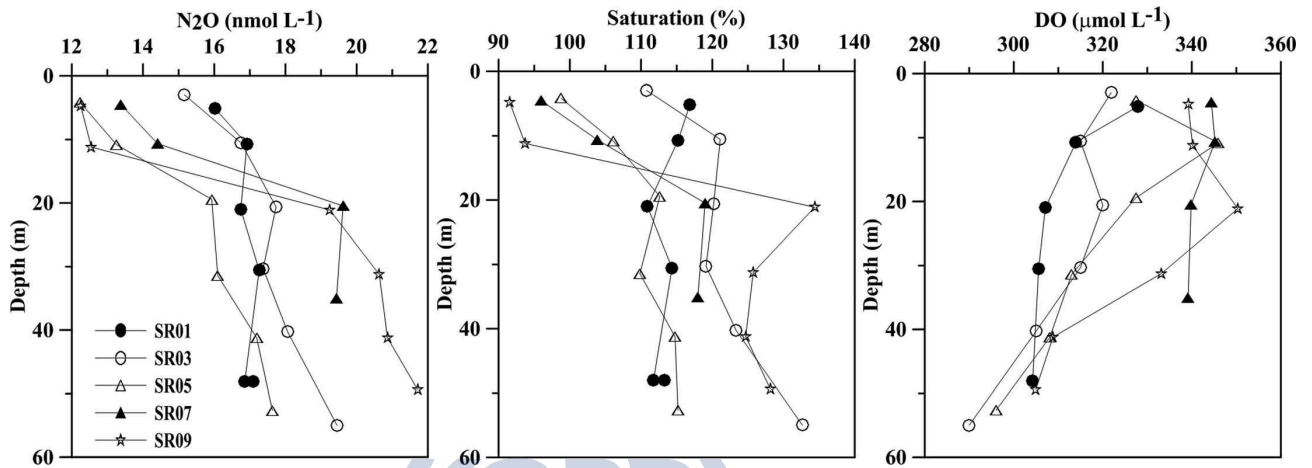 N2O (nmol L-1)
12 14 16 18 20 22
0
20
40
60
Depth (m)
SR01
SR03
SR05
SR07
SR09
Saturation (%)
90 100 110 120 130 140
0
20
40
60
Depth (m)
DO (μmol L-1)
300 320 340 360
0
20
40
60
Depth (m)